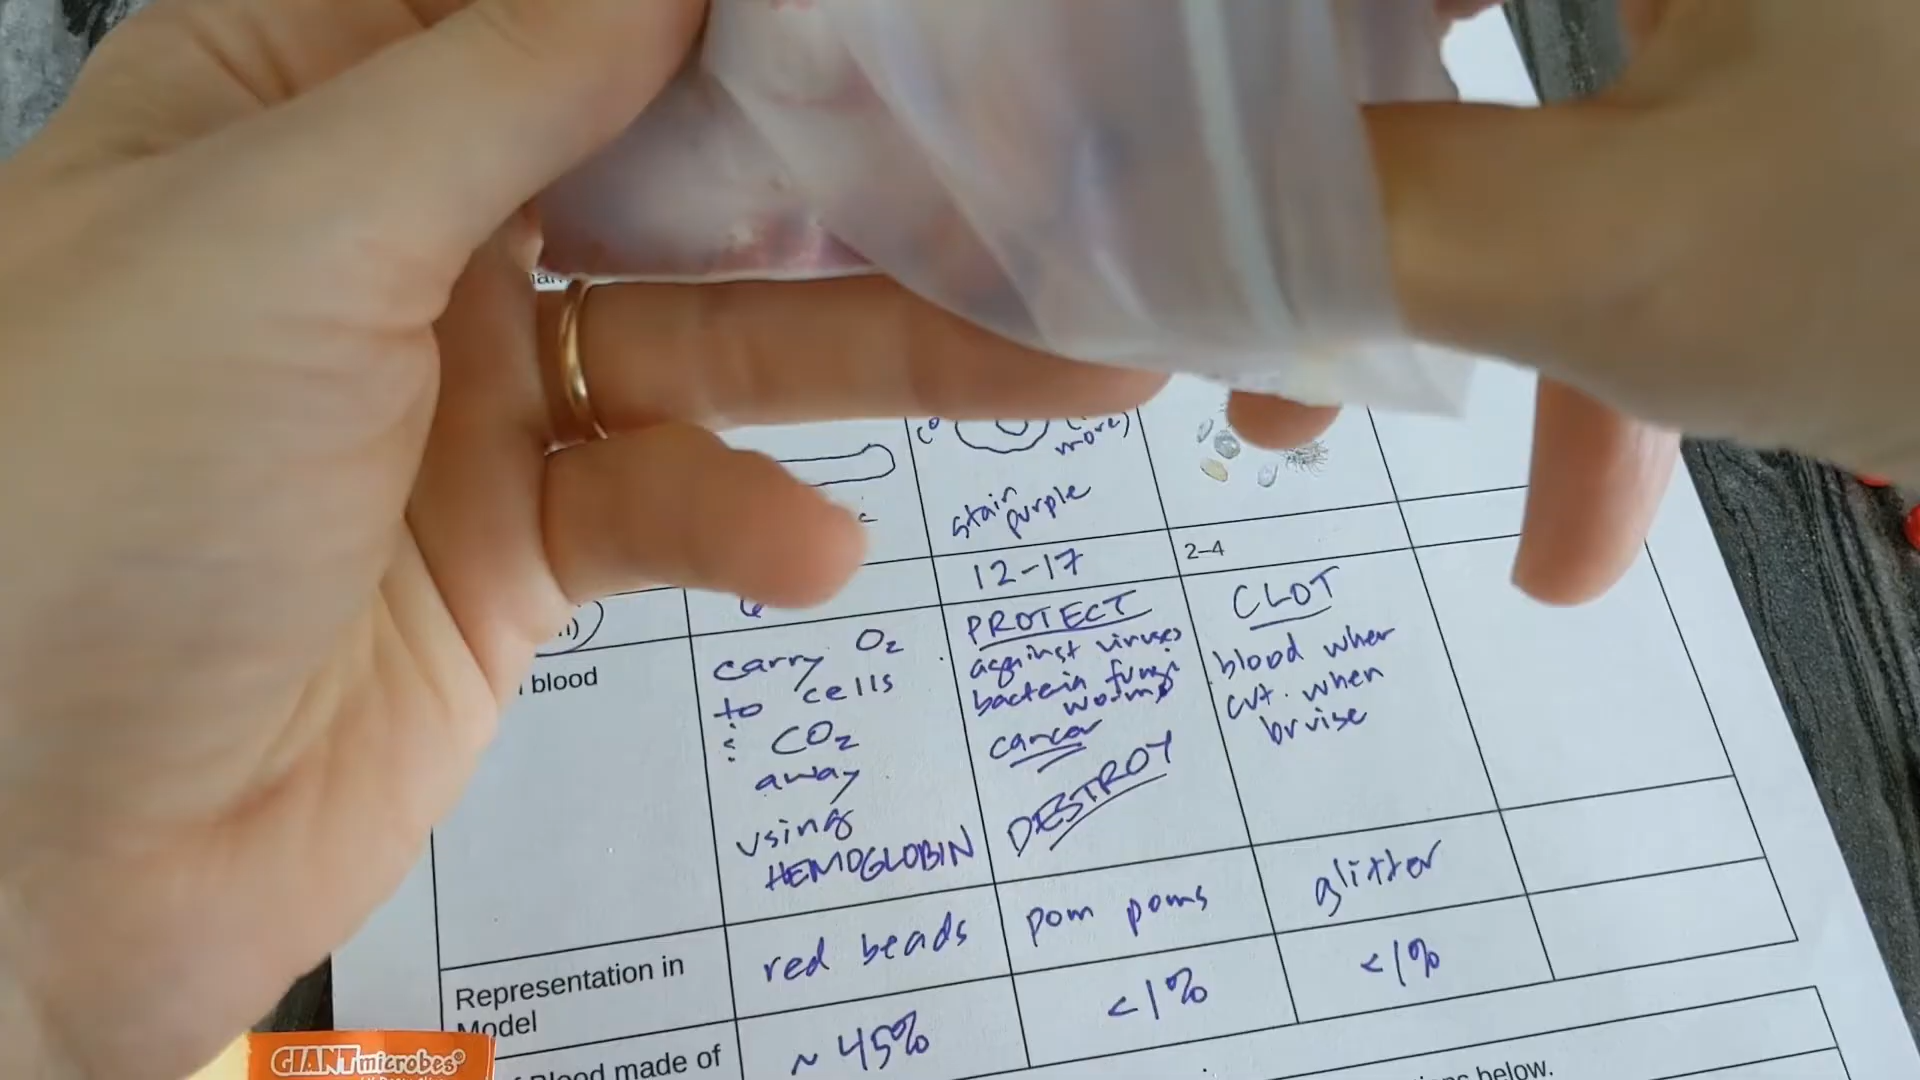 more)
stain
purple
12-17
2–4
blood
carry O₂
to cells
& CO₂
away
using
HEMOGLOBIN
PROTECT
against viruses
bacteria fungi
worms
cancer
DESTROY
CLOT
blood when
cut. when
bruise
Representation in
Model
red beads
pom poms
glitter
Blood made of
~ 45%
<1%
<1%
below.
GIANTmicrobes®